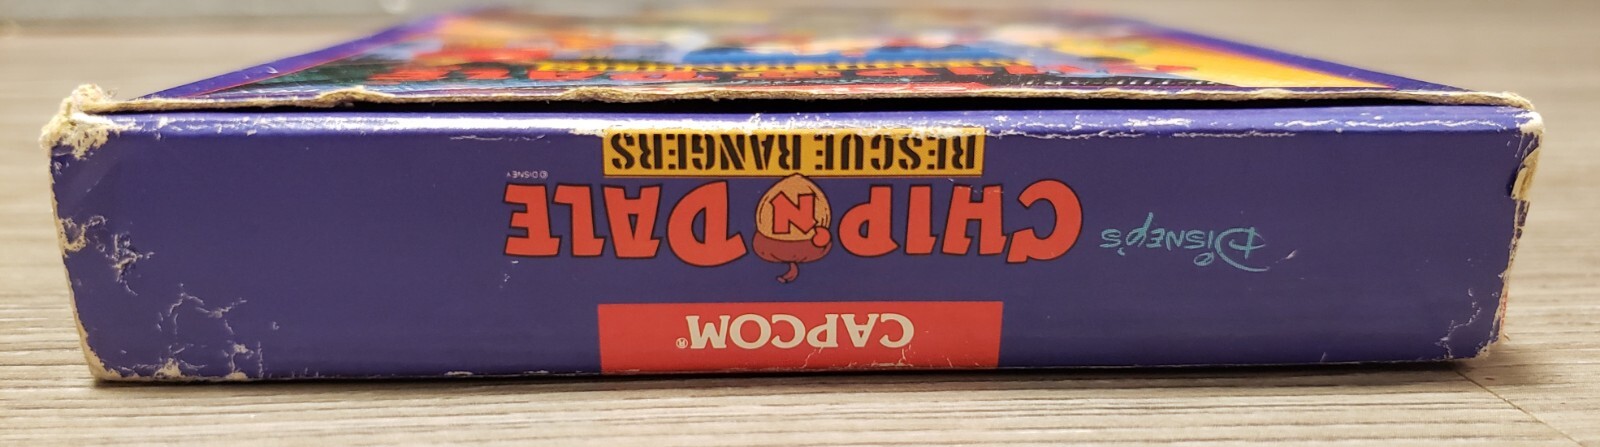 CAPCOM®
Disney's
CHIP N DALE
© DISNEY
RESCUE RANGERS